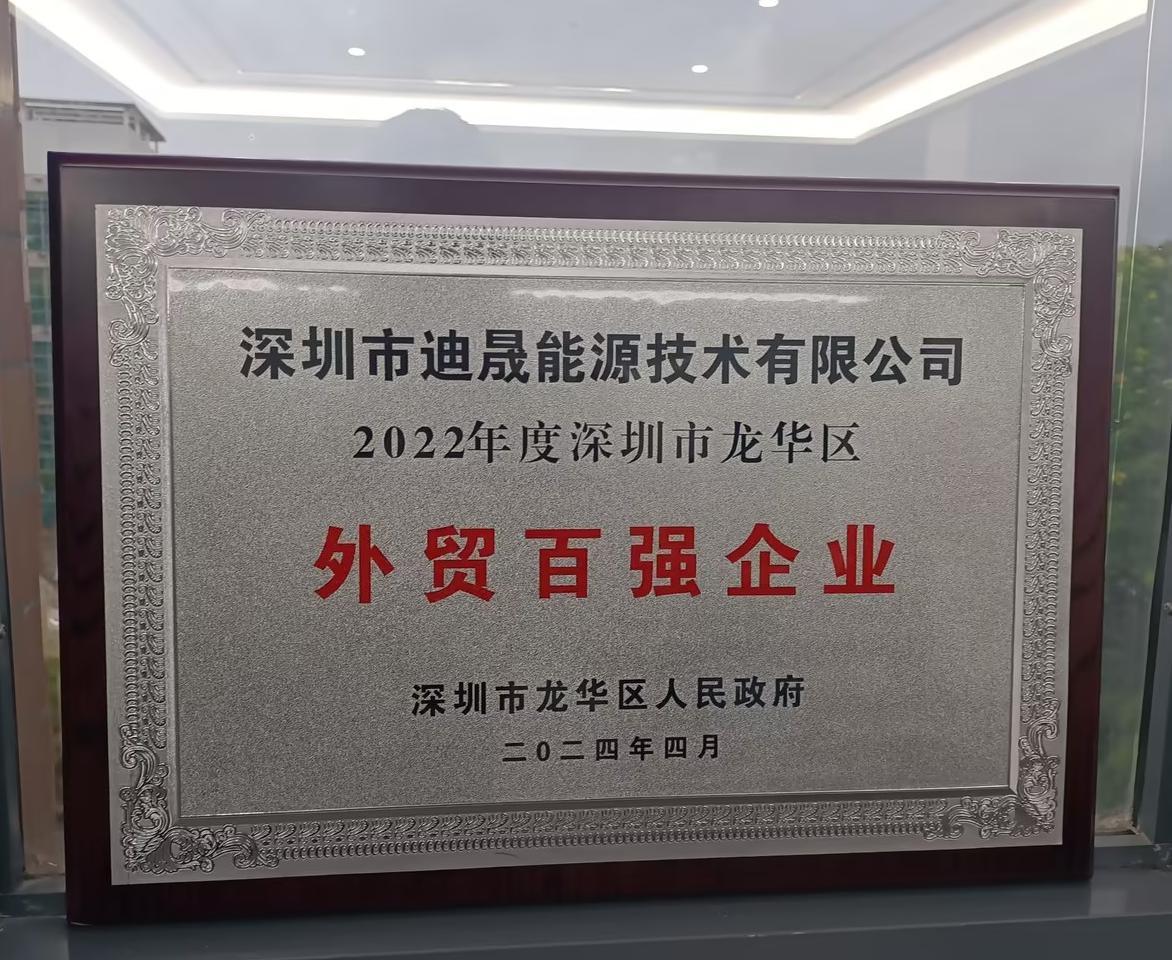 深圳市迪晟能源技术有限公司
2022年度深圳市龙华区
外贸百强企业
深圳市龙华区人民政府
二0二四年四月